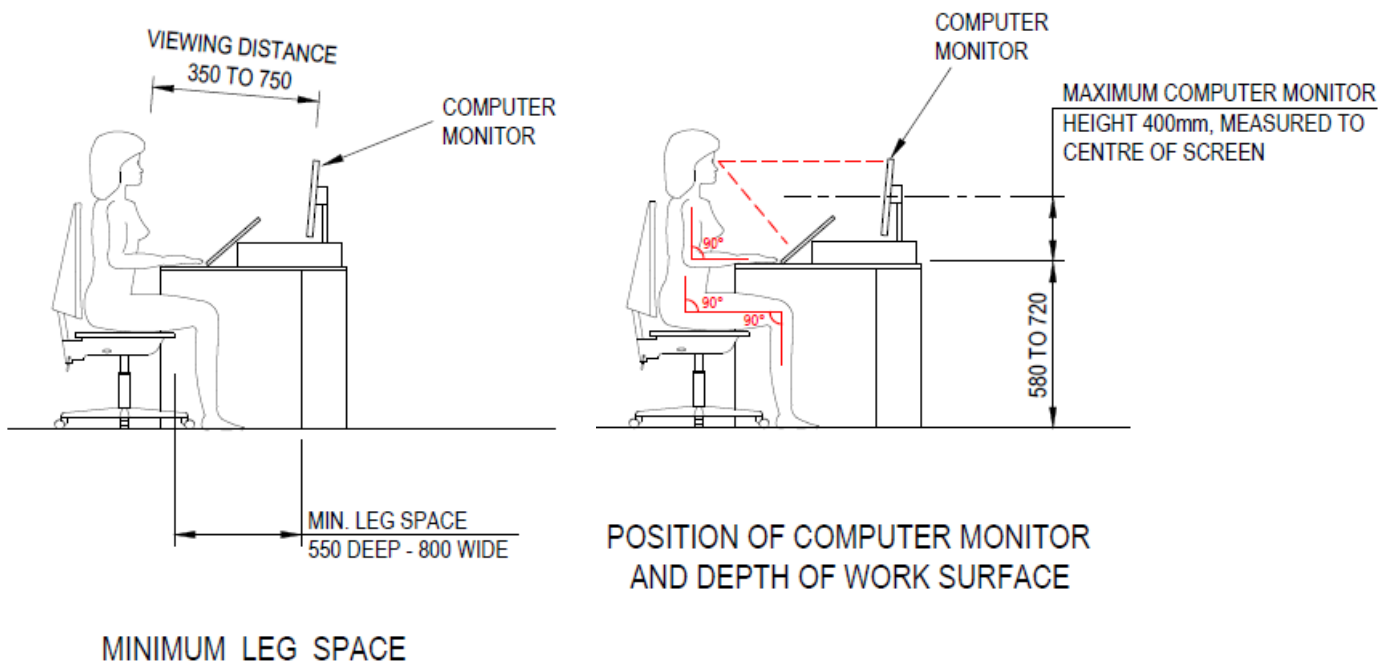 VIEWING DISTANCE
350 TO 750
COMPUTER
MONITOR
MIN. LEG SPACE
550 DEEP - 800 WIDE
MINIMUM LEG SPACE
COMPUTER
MONITOR
MAXIMUM COMPUTER MONITOR
HEIGHT 400mm, MEASURED TO
CENTRE OF SCREEN
90°
90°
90°
580 TO 720
POSITION OF COMPUTER MONITOR
AND DEPTH OF WORK SURFACE